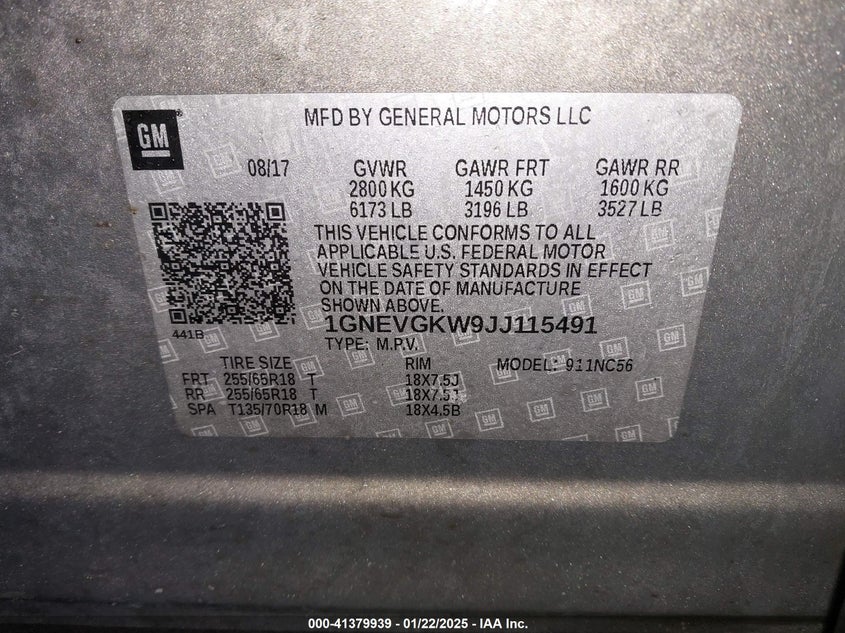 GM
MFD BY GENERAL MOTORS LLC
08/17 GVWR GAWR FRT GAWR RR
2800 KG 1450 KG 1600 KG
6173 LB 3196 LB 3527 LB
THIS VEHICLE CONFORMS TO ALL
APPLICABLE U.S. FEDERAL MOTOR
VEHICLE SAFETY STANDARDS IN EFFECT
ON THE DATE OF MANUFACTURE
SHOWN ABOVE.
441B 1GNEVGKW9JJ115491
TYPE: M.P.V.
TIRE SIZE RIM MODEL: 911NC56
FRT 255/65R18 T 18X7.5J
RR 255/65R18 T 18X7.5J
SPA T135/70R18 M 18X4.5B
000-41379939 - 01/22/2025 - IAA Inc.